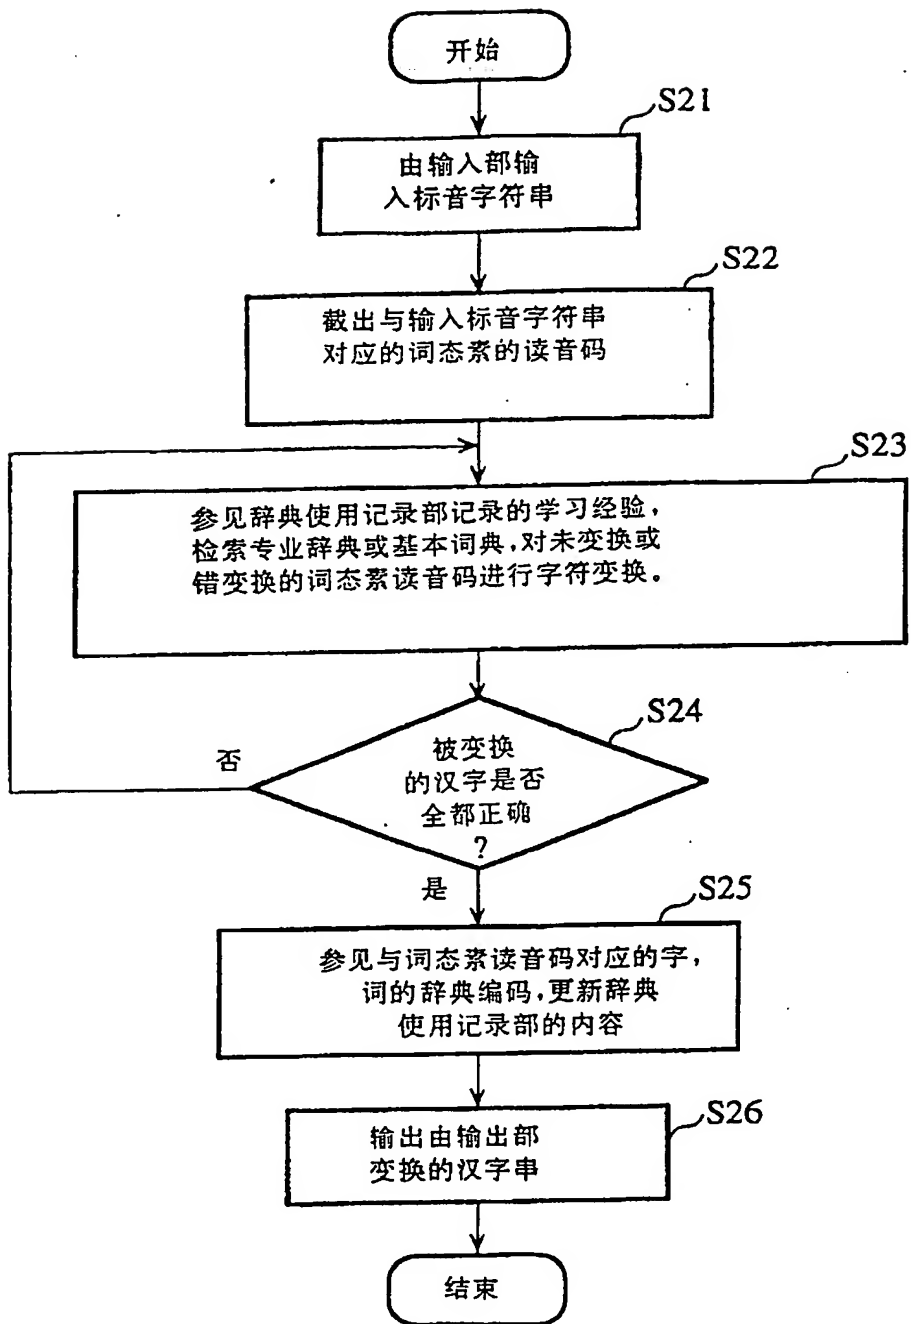 开始
S21
由输入部输
入标音字符串
S22
截出与输入标音字符串
对应的词态素的读音码
S23
参见辞典使用记录部记录的学习经验，
检索专业辞典或基本词典，对未变换或
错变换的词态素读音码进行字符变换。
S24
否
被变换
的汉字是否
全都正确
?
是
S25
参见与词态素读音码对应的字，
词的辞典编码，更新辞典
使用记录部的内容
S26
输出由输出部
变换的汉字串
结束